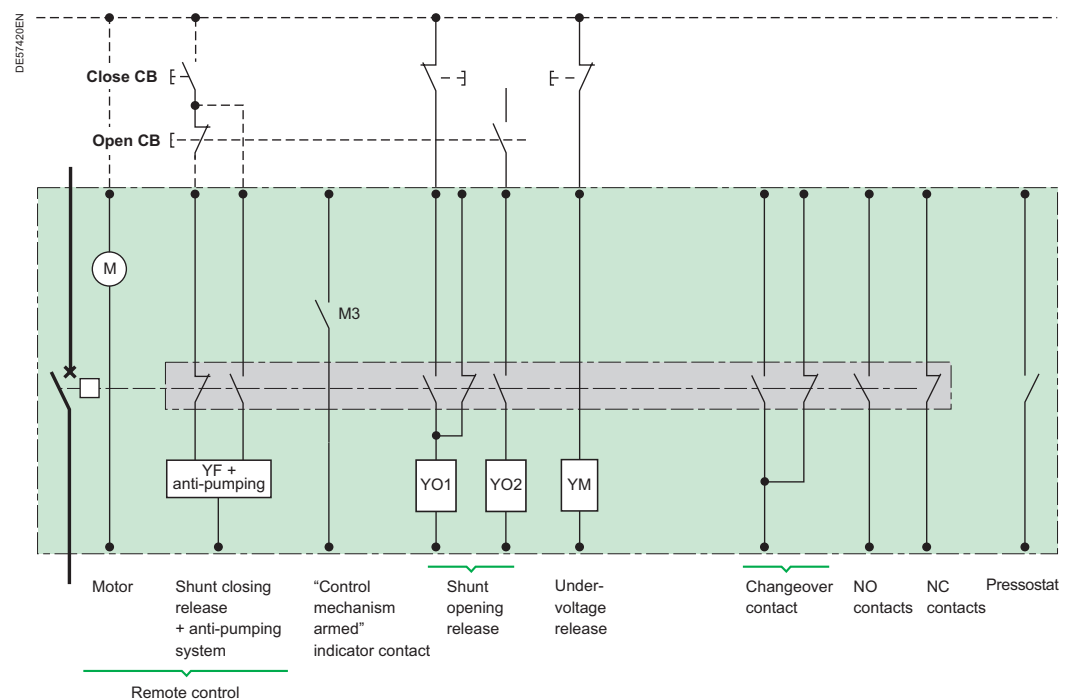 DE57420EN
Close CB
Open CB
M
M3
YF +
anti-pumping
YO1
YO2
YM
Motor
Shunt closing
release
+ anti-pumping
system
“Control
mechanism
armed”
indicator contact
Shunt
opening
release
Under-
voltage
release
Changeover
contact
NO
contacts
NC
contacts
Pressostat
Remote control